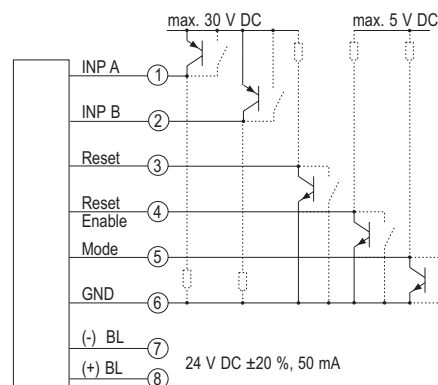 max. 30 V DC
max. 5 V DC
INP A
1
INP B
2
Reset
3
Reset
Enable
4
Mode
5
GND
6
(-) BL
7
24 V DC ±20 %, 50 mA
(+) BL
8